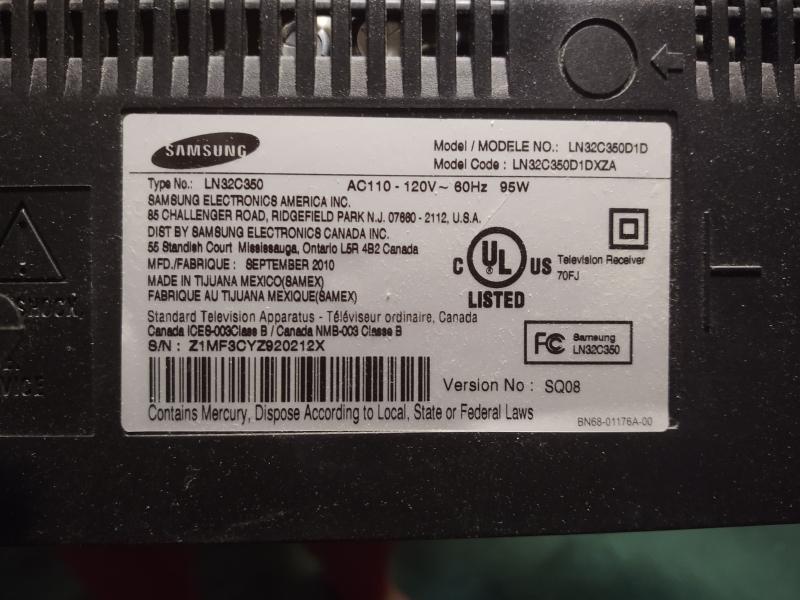 SAMSUNG
Model / MODELE NO.: LN32C350D1D
Model Code : LN32C350D1DXZA
Type No.: LN32C350 AC110 - 120V~ 60Hz 95W
SAMSUNG ELECTRONICS AMERICA INC.
85 CHALLENGER ROAD, RIDGEFIELD PARK N.J. 07660 - 2112, U.S.A.
DIST BY SAMSUNG ELECTRONICS CANADA INC.
55 Standish Court Mississauga, Ontario L5R 4B2 Canada
MFD./FABRIQUE : SEPTEMBER 2010
MADE IN TIJUANA MEXICO(SAMEX)
FABRIQUE AU TIJUANA MEXIQUE(SAMEX)
C UL US
LISTED
Television Receiver
70FJ
Standard Television Apparatus - Téléviseur ordinaire, Canada
Canada ICES-003Class B / Canada NMB-003 Classe B
S/N : Z1MF3CYZ920212X
FC Samsung
LN32C350
Version No : SQ08
Contains Mercury, Dispose According to Local, State or Federal Laws
BN68-01176A-00
SHOCK